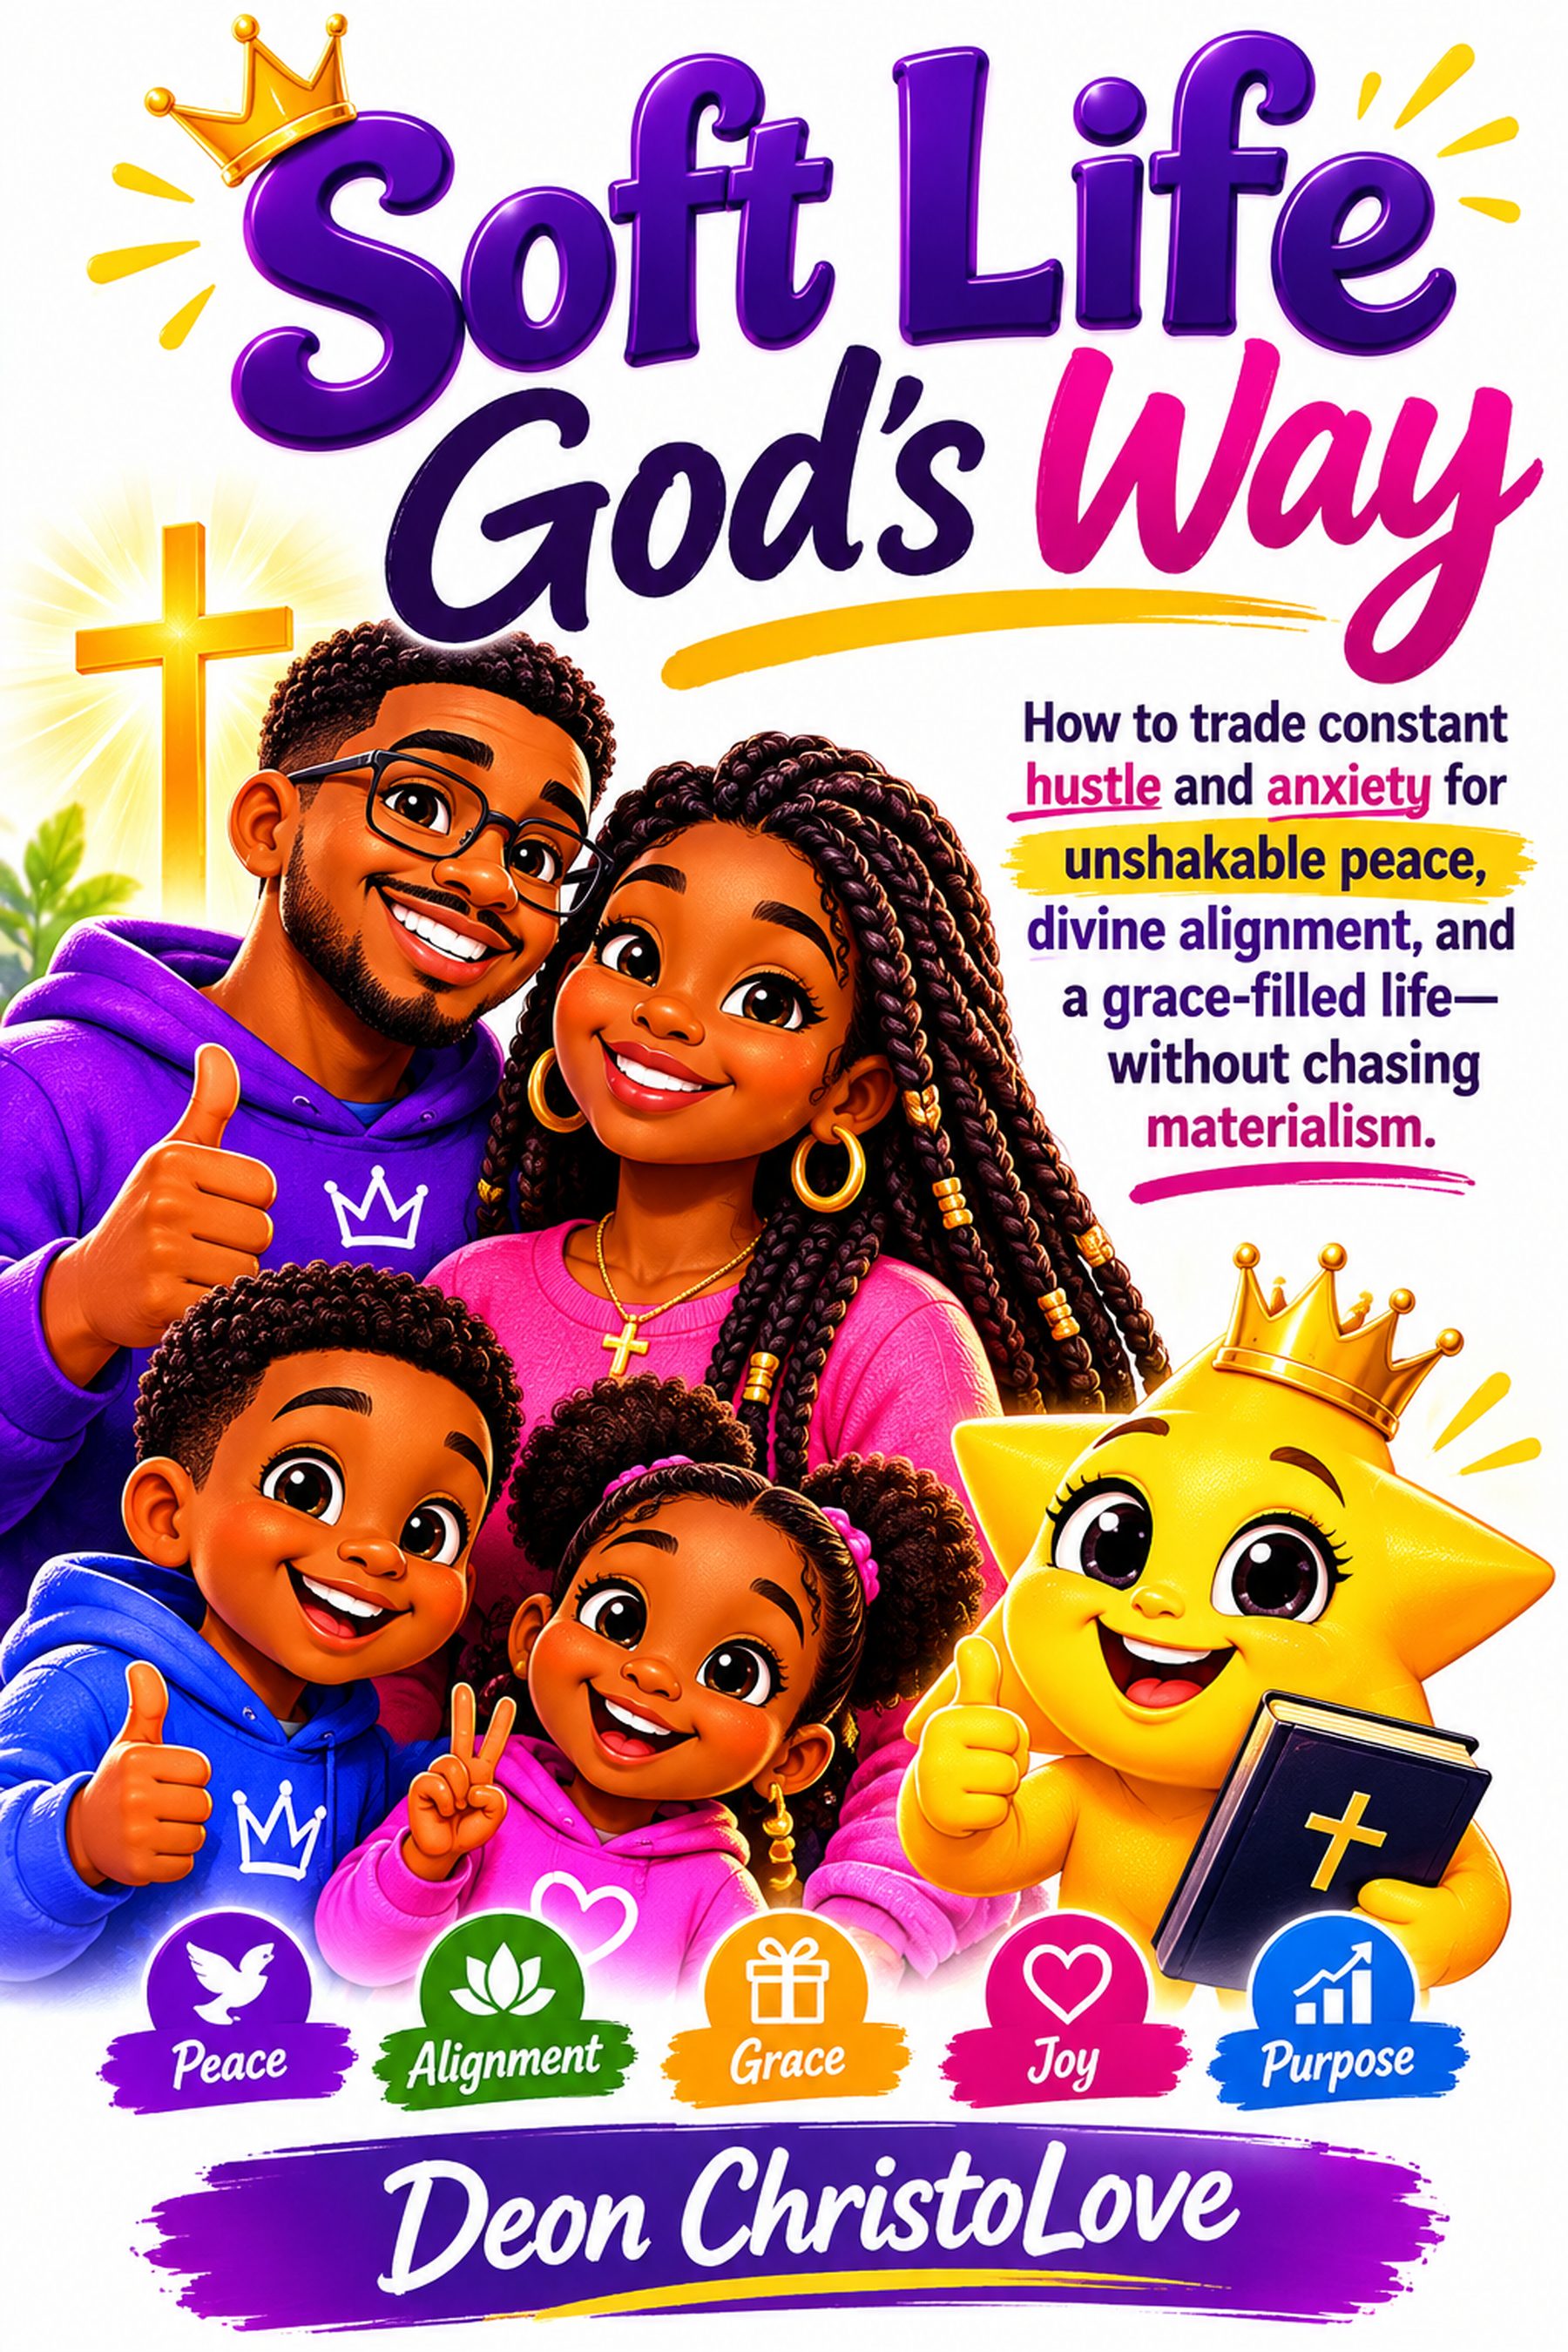 Soft Life
God's Way
How to trade constant
hustle and anxiety for
unshakable peace,
divine alignment, and
a grace-filled life—
without chasing
materialism.
Peace
Alignment
Grace
Joy
Purpose
Deon ChristoLove